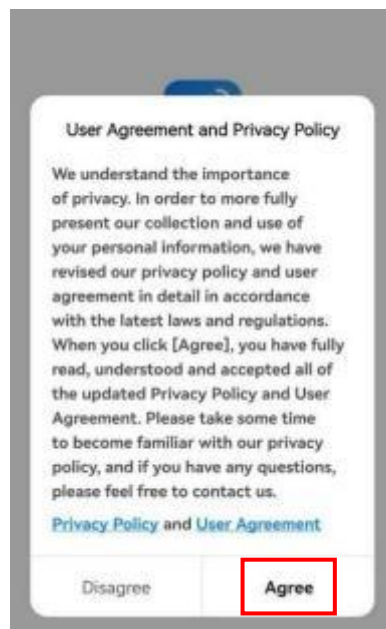 User Agreement and Privacy Policy
We understand the importance
of privacy. In order to more fully
present our collection and use of
your personal information, we have
revised our privacy policy and user
agreement in detail in accordance
with the latest laws and regulations.
When you click [Agree], you have fully
read, understood and accepted all of
the updated Privacy Policy and User
Agreement. Please take some time
to become familiar with our privacy
policy, and if you have any questions,
please feel free to contact us.
Privacy Policy and User Agreement
Disagree
Agree